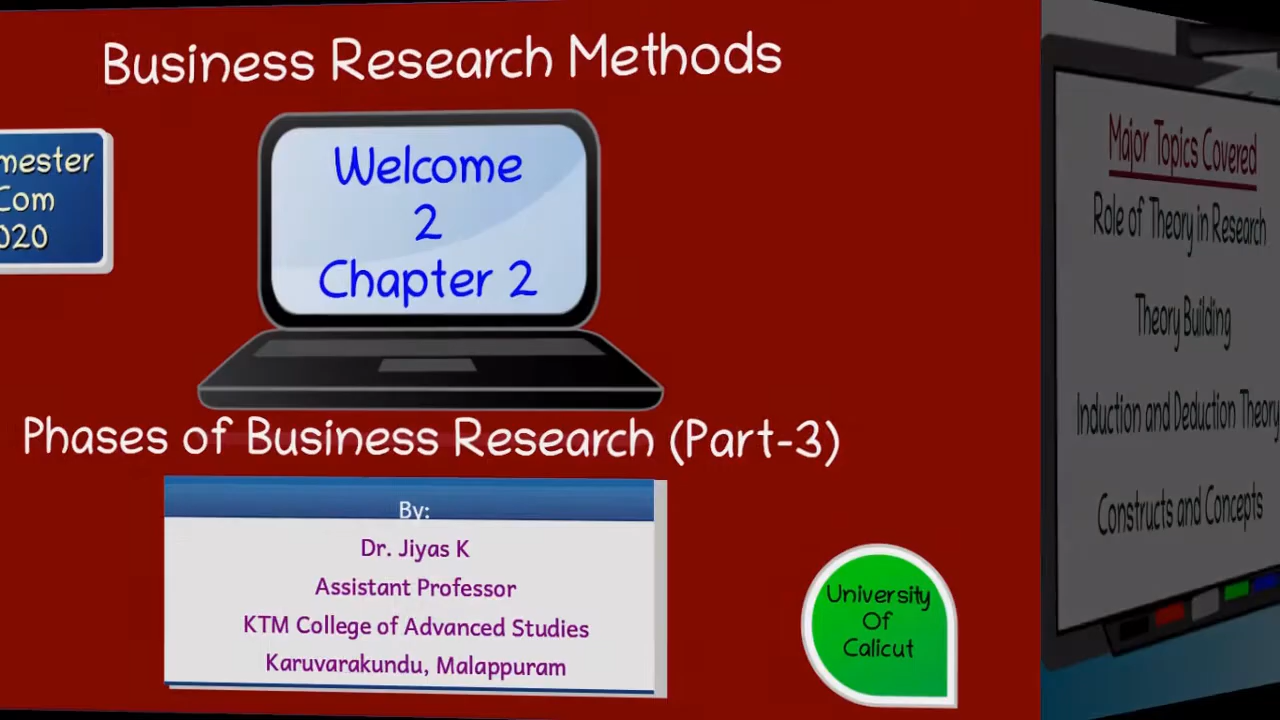 Business Research Methods
mester
Com
020
Welcome
2
Chapter 2
Phases of Business Research (Part-3)
By:
Dr. Jiyas K
Assistant Professor
KTM College of Advanced Studies
Karuvarakundu, Malappuram
University
Of
Calicut
Major Topics Covered
Role of Theory in Research
Theory Building
Induction and Deduction Theory
Constructs and Concepts